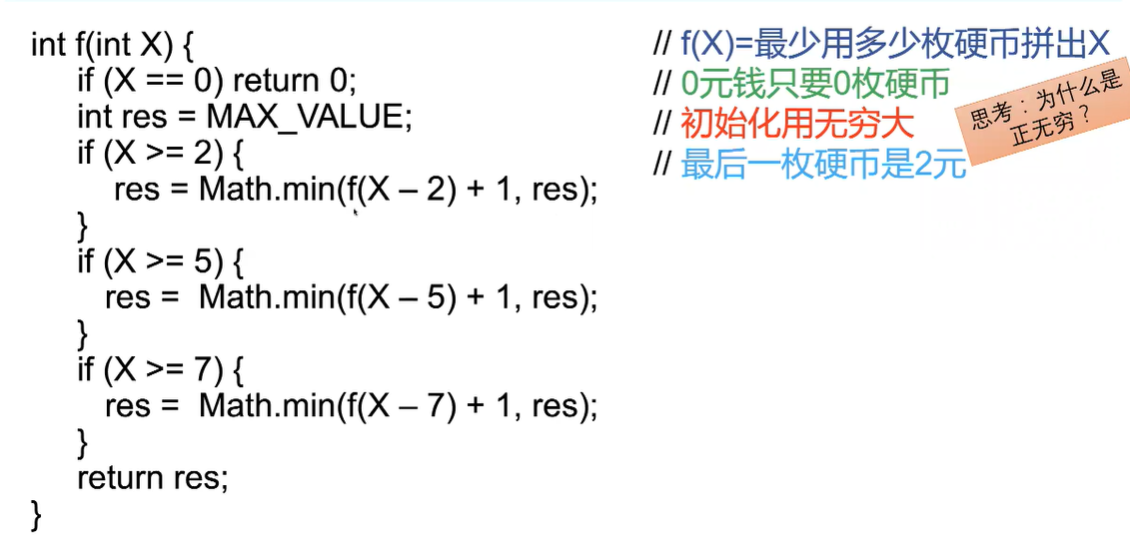 int f(int X) { // f(X)=最少用多少枚硬币拼出X
if (X == 0) return 0; // 0元钱只要0枚硬币
int res = MAX_VALUE; // 初始化用无穷大
思考：为什么是
正无穷？
if (X >= 2) { // 最后一枚硬币是2元
res = Math.min(f(X – 2) + 1, res);
}
if (X >= 5) {
res = Math.min(f(X – 5) + 1, res);
}
if (X >= 7) {
res = Math.min(f(X – 7) + 1, res);
}
return res;
}